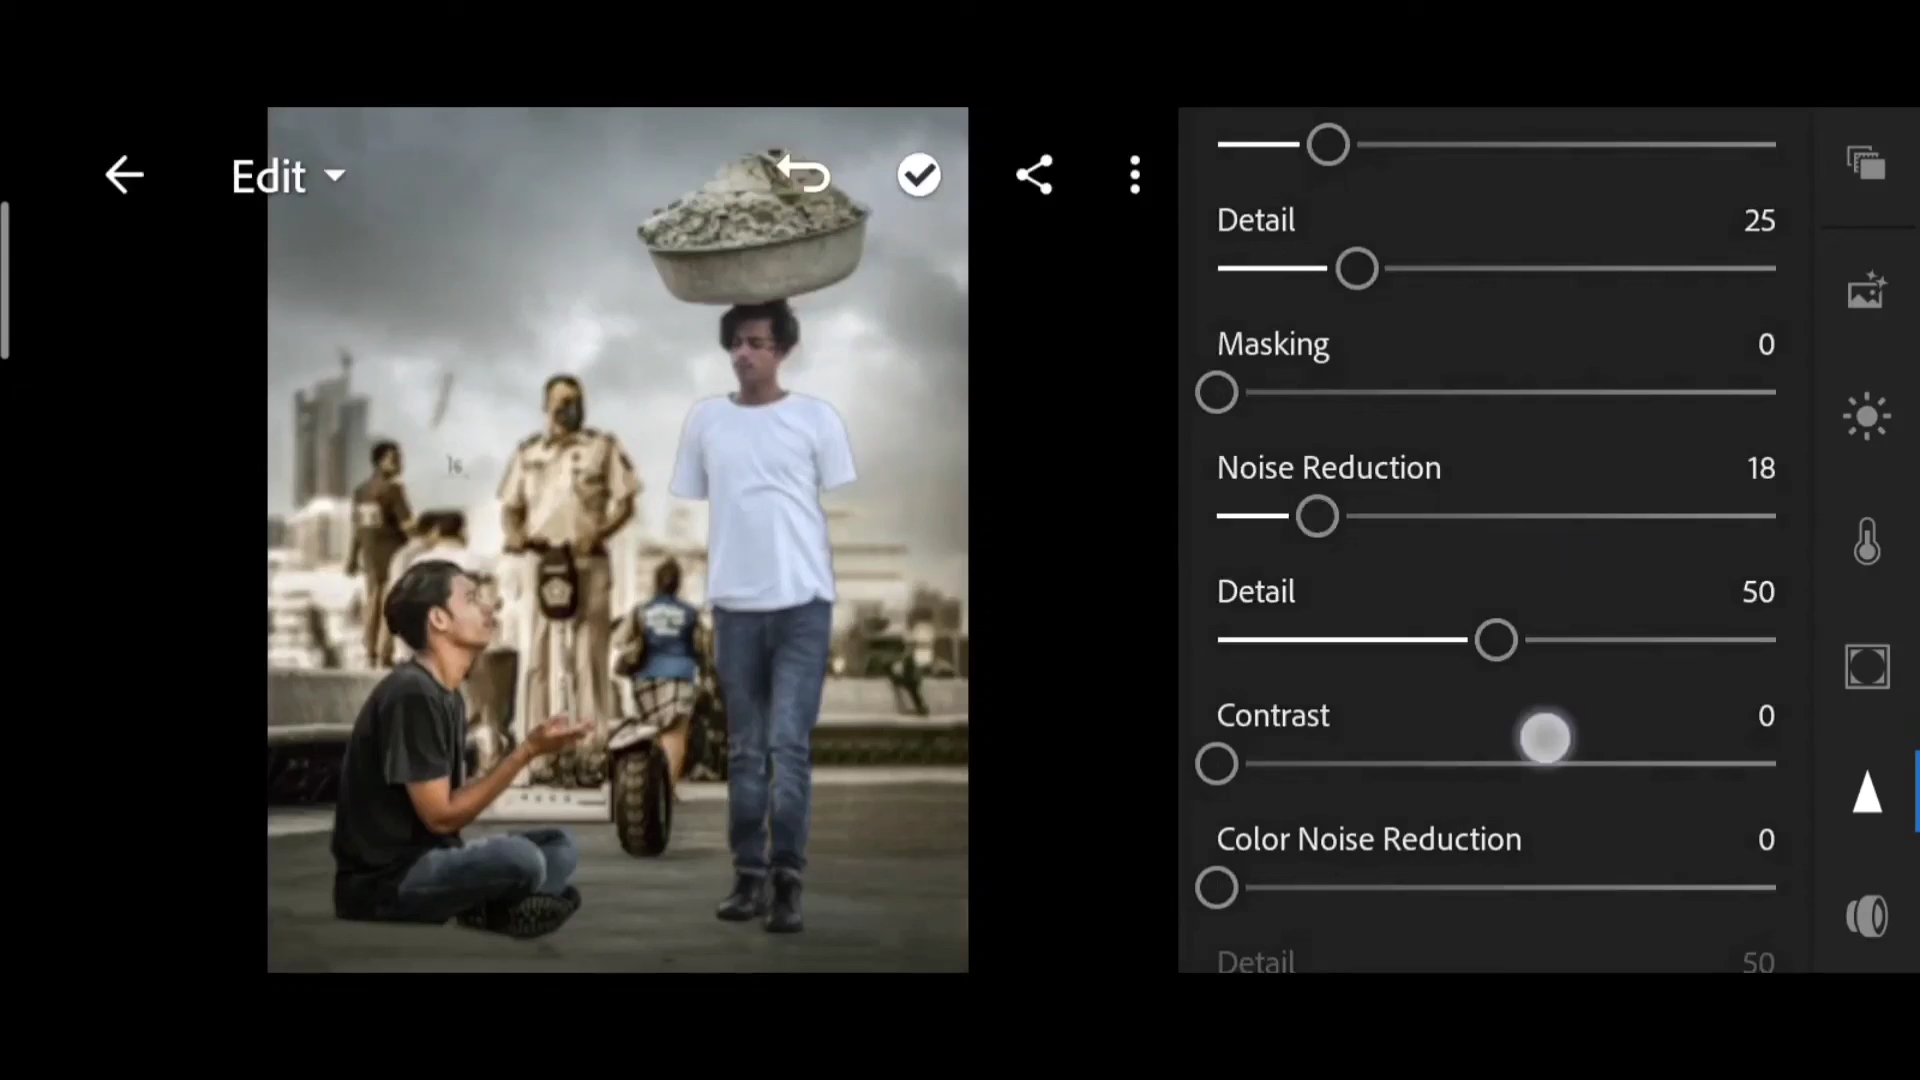 Edit
Detail 25
Masking 0
Noise Reduction 18
Detail 50
Contrast 0
Color Noise Reduction 0
Detail 50